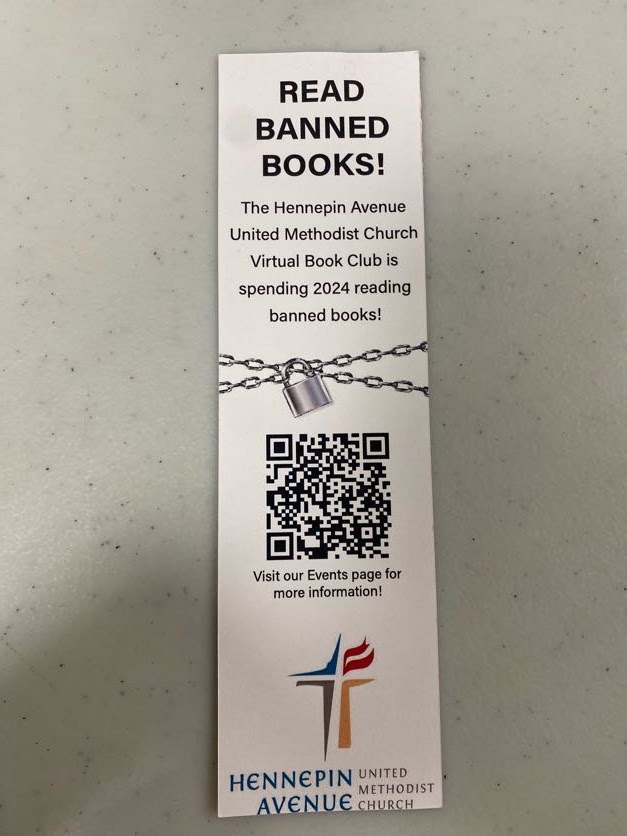 READ
BANNED
BOOKS!
The Hennepin Avenue
United Methodist Church
Virtual Book Club is
spending 2024 reading
banned books!
Visit our Events page for
more information!
HENNEPIN
AVENUE
UNITED
METHODIST
CHURCH